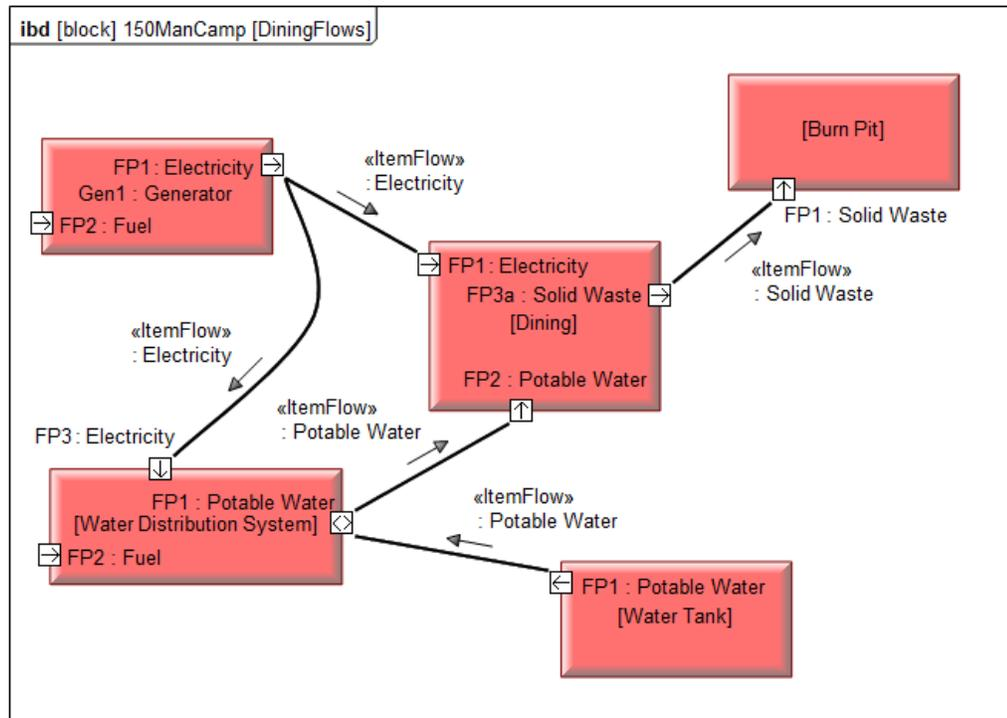 ibd [block] 150ManCamp [DiningFlows]
[Burn Pit]
FP1 : Solid Waste
«ItemFlow»
: Solid Waste
FP1 : Electricity
Gen1 : Generator
FP2 : Fuel
«ItemFlow»
: Electricity
FP1 : Electricity
FP3a : Solid Waste
[Dining]
FP2 : Potable Water
«ItemFlow»
: Electricity
«ItemFlow»
: Potable Water
FP3 : Electricity
FP1 : Potable Water
[Water Distribution System]
FP2 : Fuel
«ItemFlow»
: Potable Water
FP1 : Potable Water
[Water Tank]